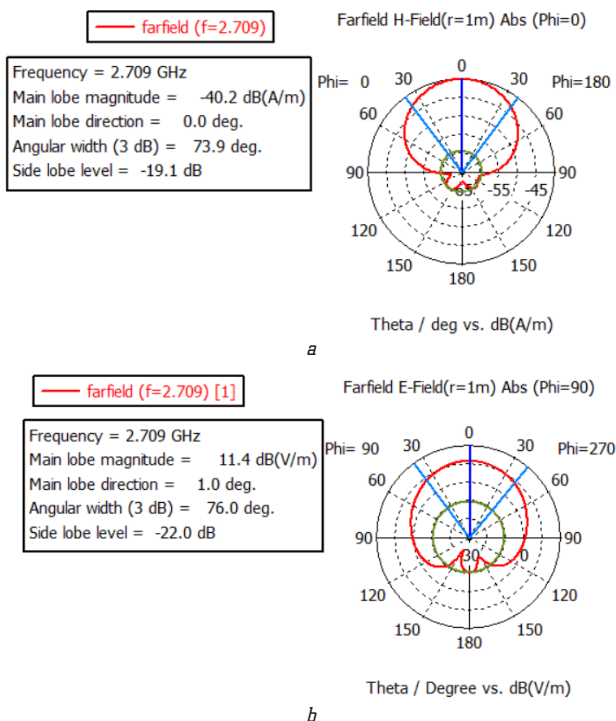 farfield (f=2.709)
Frequency = 2.709 GHz
Main lobe magnitude = -40.2 dB(A/m)
Main lobe direction = 0.0 deg.
Angular width (3 dB) = 73.9 deg.
Side lobe level = -19.1 dB
Farfield H-Field(r=1m) Abs (Phi=0)
0
Phi= 0 30 30 Phi=180
60 60
90 -55 -45 90
120 120
150 150
180
Theta / deg vs. dB(A/m)
a
farfield (f=2.709) [1]
Frequency = 2.709 GHz
Main lobe magnitude = 11.4 dB(V/m)
Main lobe direction = 1.0 deg.
Angular width (3 dB) = 76.0 deg.
Side lobe level = -22.0 dB
Farfield E-Field(r=1m) Abs (Phi=90)
0
Phi= 90 30 30 Phi=270
60 60
90 30 0 90
120 120
150 150
180
Theta / Degree vs. dB(V/m)
b